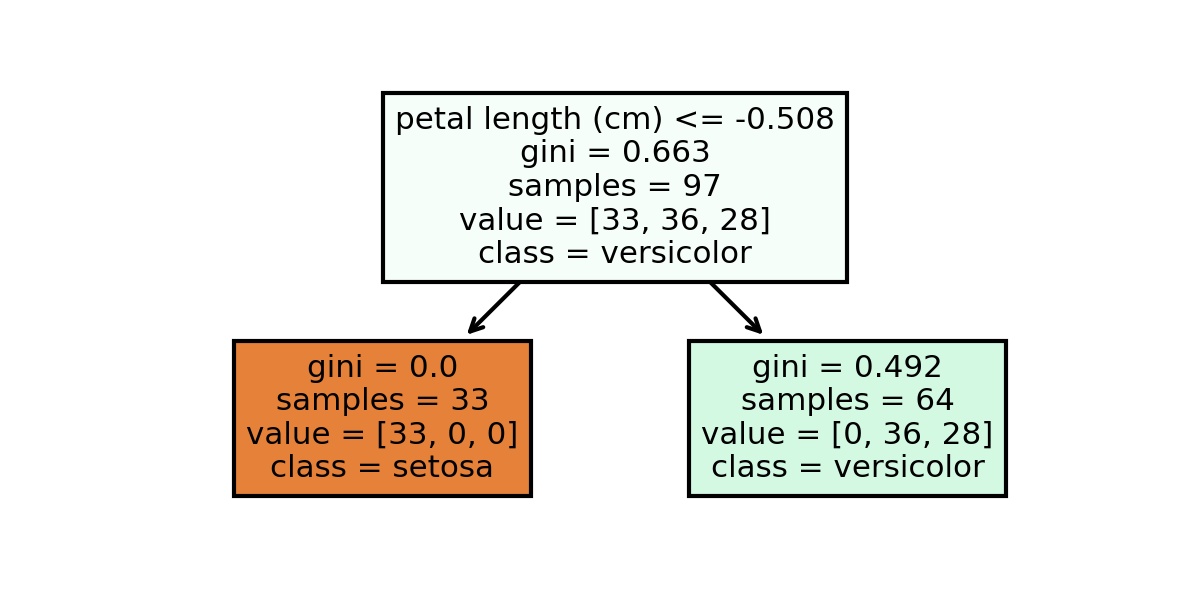 petal length (cm) <= -0.508
gini = 0.663
samples = 97
value = [33, 36, 28]
class = versicolor
gini = 0.0
samples = 33
value = [33, 0, 0]
class = setosa
gini = 0.492
samples = 64
value = [0, 36, 28]
class = versicolor